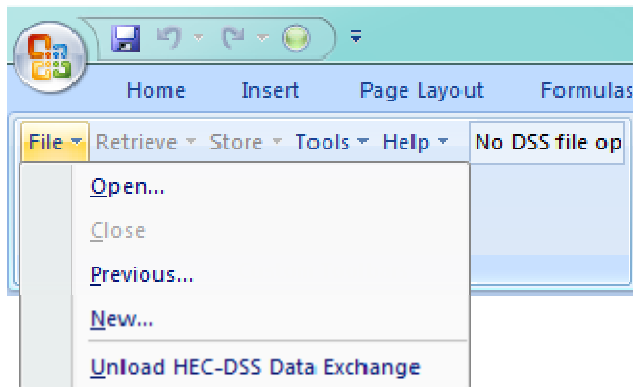 Home Insert Page Layout Formulas
File Retrieve Store Tools Help No DSS file op
Open...
Close
Previous...
New...
Unload HEC-DSS Data Exchange